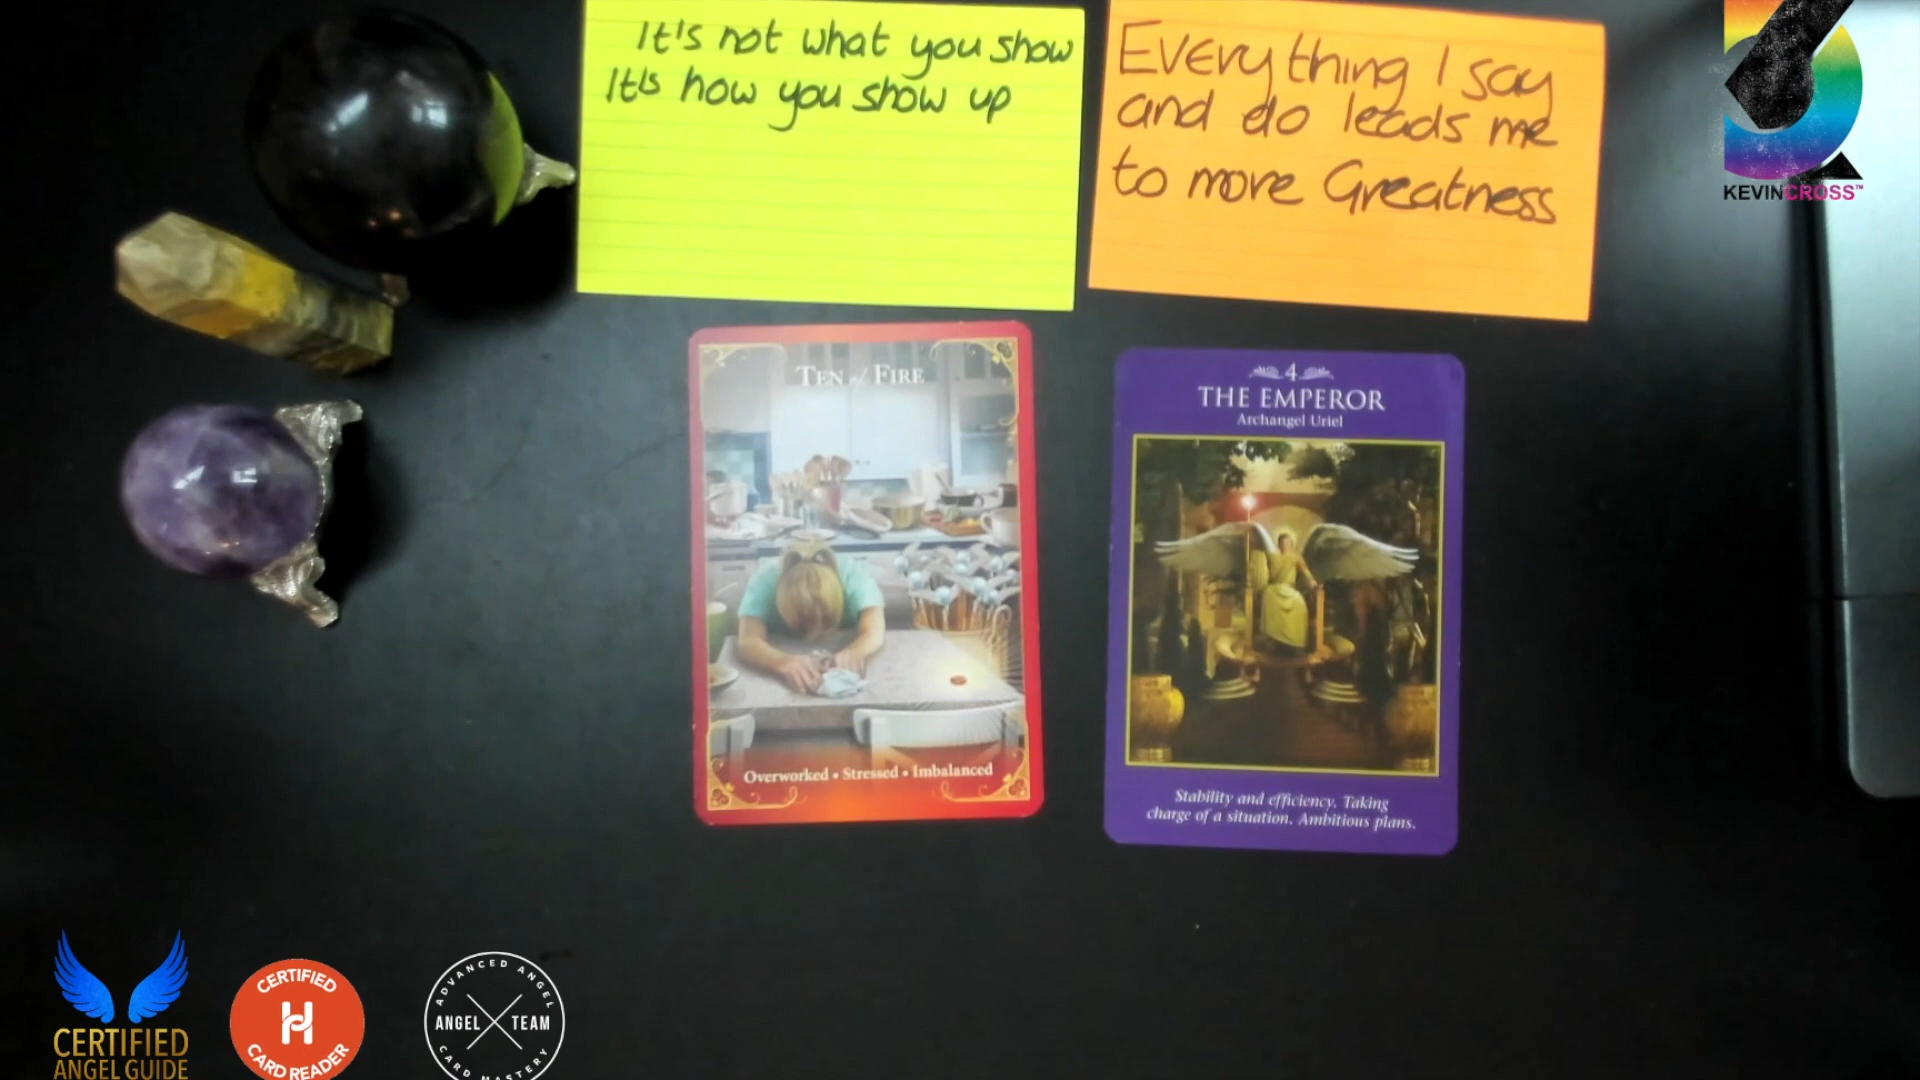 It's not what you show
It's how you show up
Everything I say
and do leads me
to more Greatness
KEVINCROSS™
TEN of FIRE
Overworked • Stressed • Imbalanced
4
THE EMPEROR
Archangel Uriel
Stability and efficiency. Taking
charge of a situation. Ambitious plans.
CERTIFIED
ANGEL GUIDE
CERTIFIED
H
CARD READER
ADVANCED ANGEL
ANGEL TEAM
CARD MASTERY